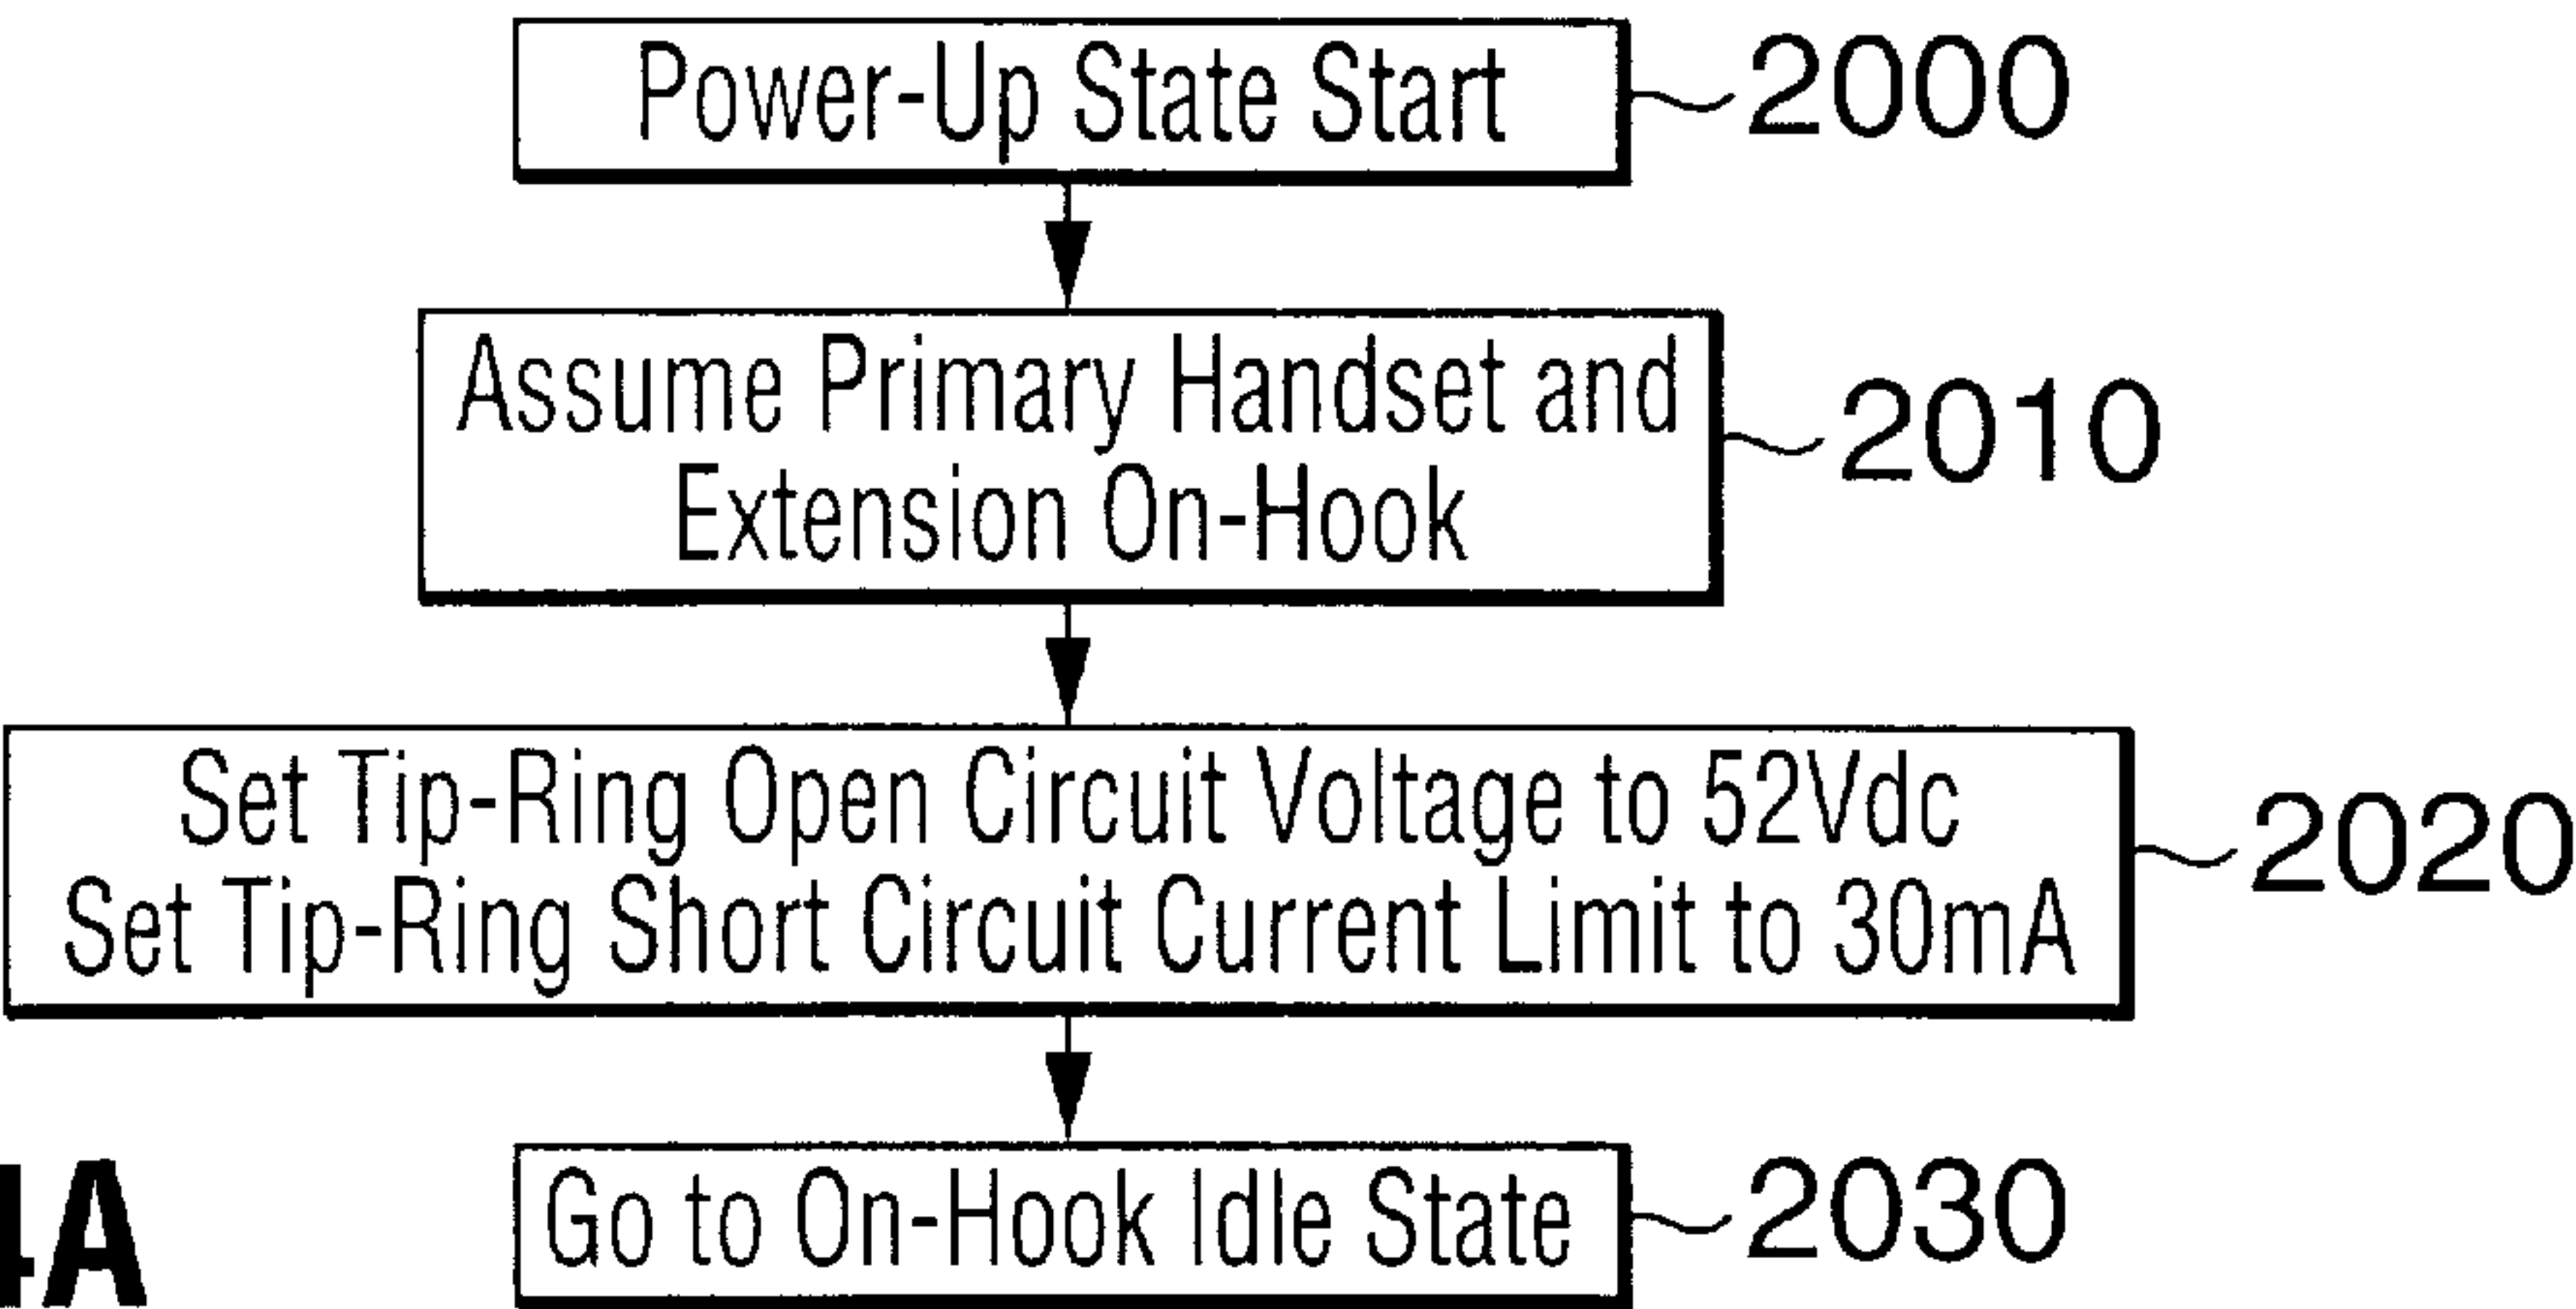 Power-Up State Start
2000
Assume Primary Handset and
Extension On-Hook
2010
Set Tip-Ring Open Circuit Voltage to 52Vdc
Set Tip-Ring Short Circuit Current Limit to 30mA
2020
Go to On-Hook Idle State
2030
4A